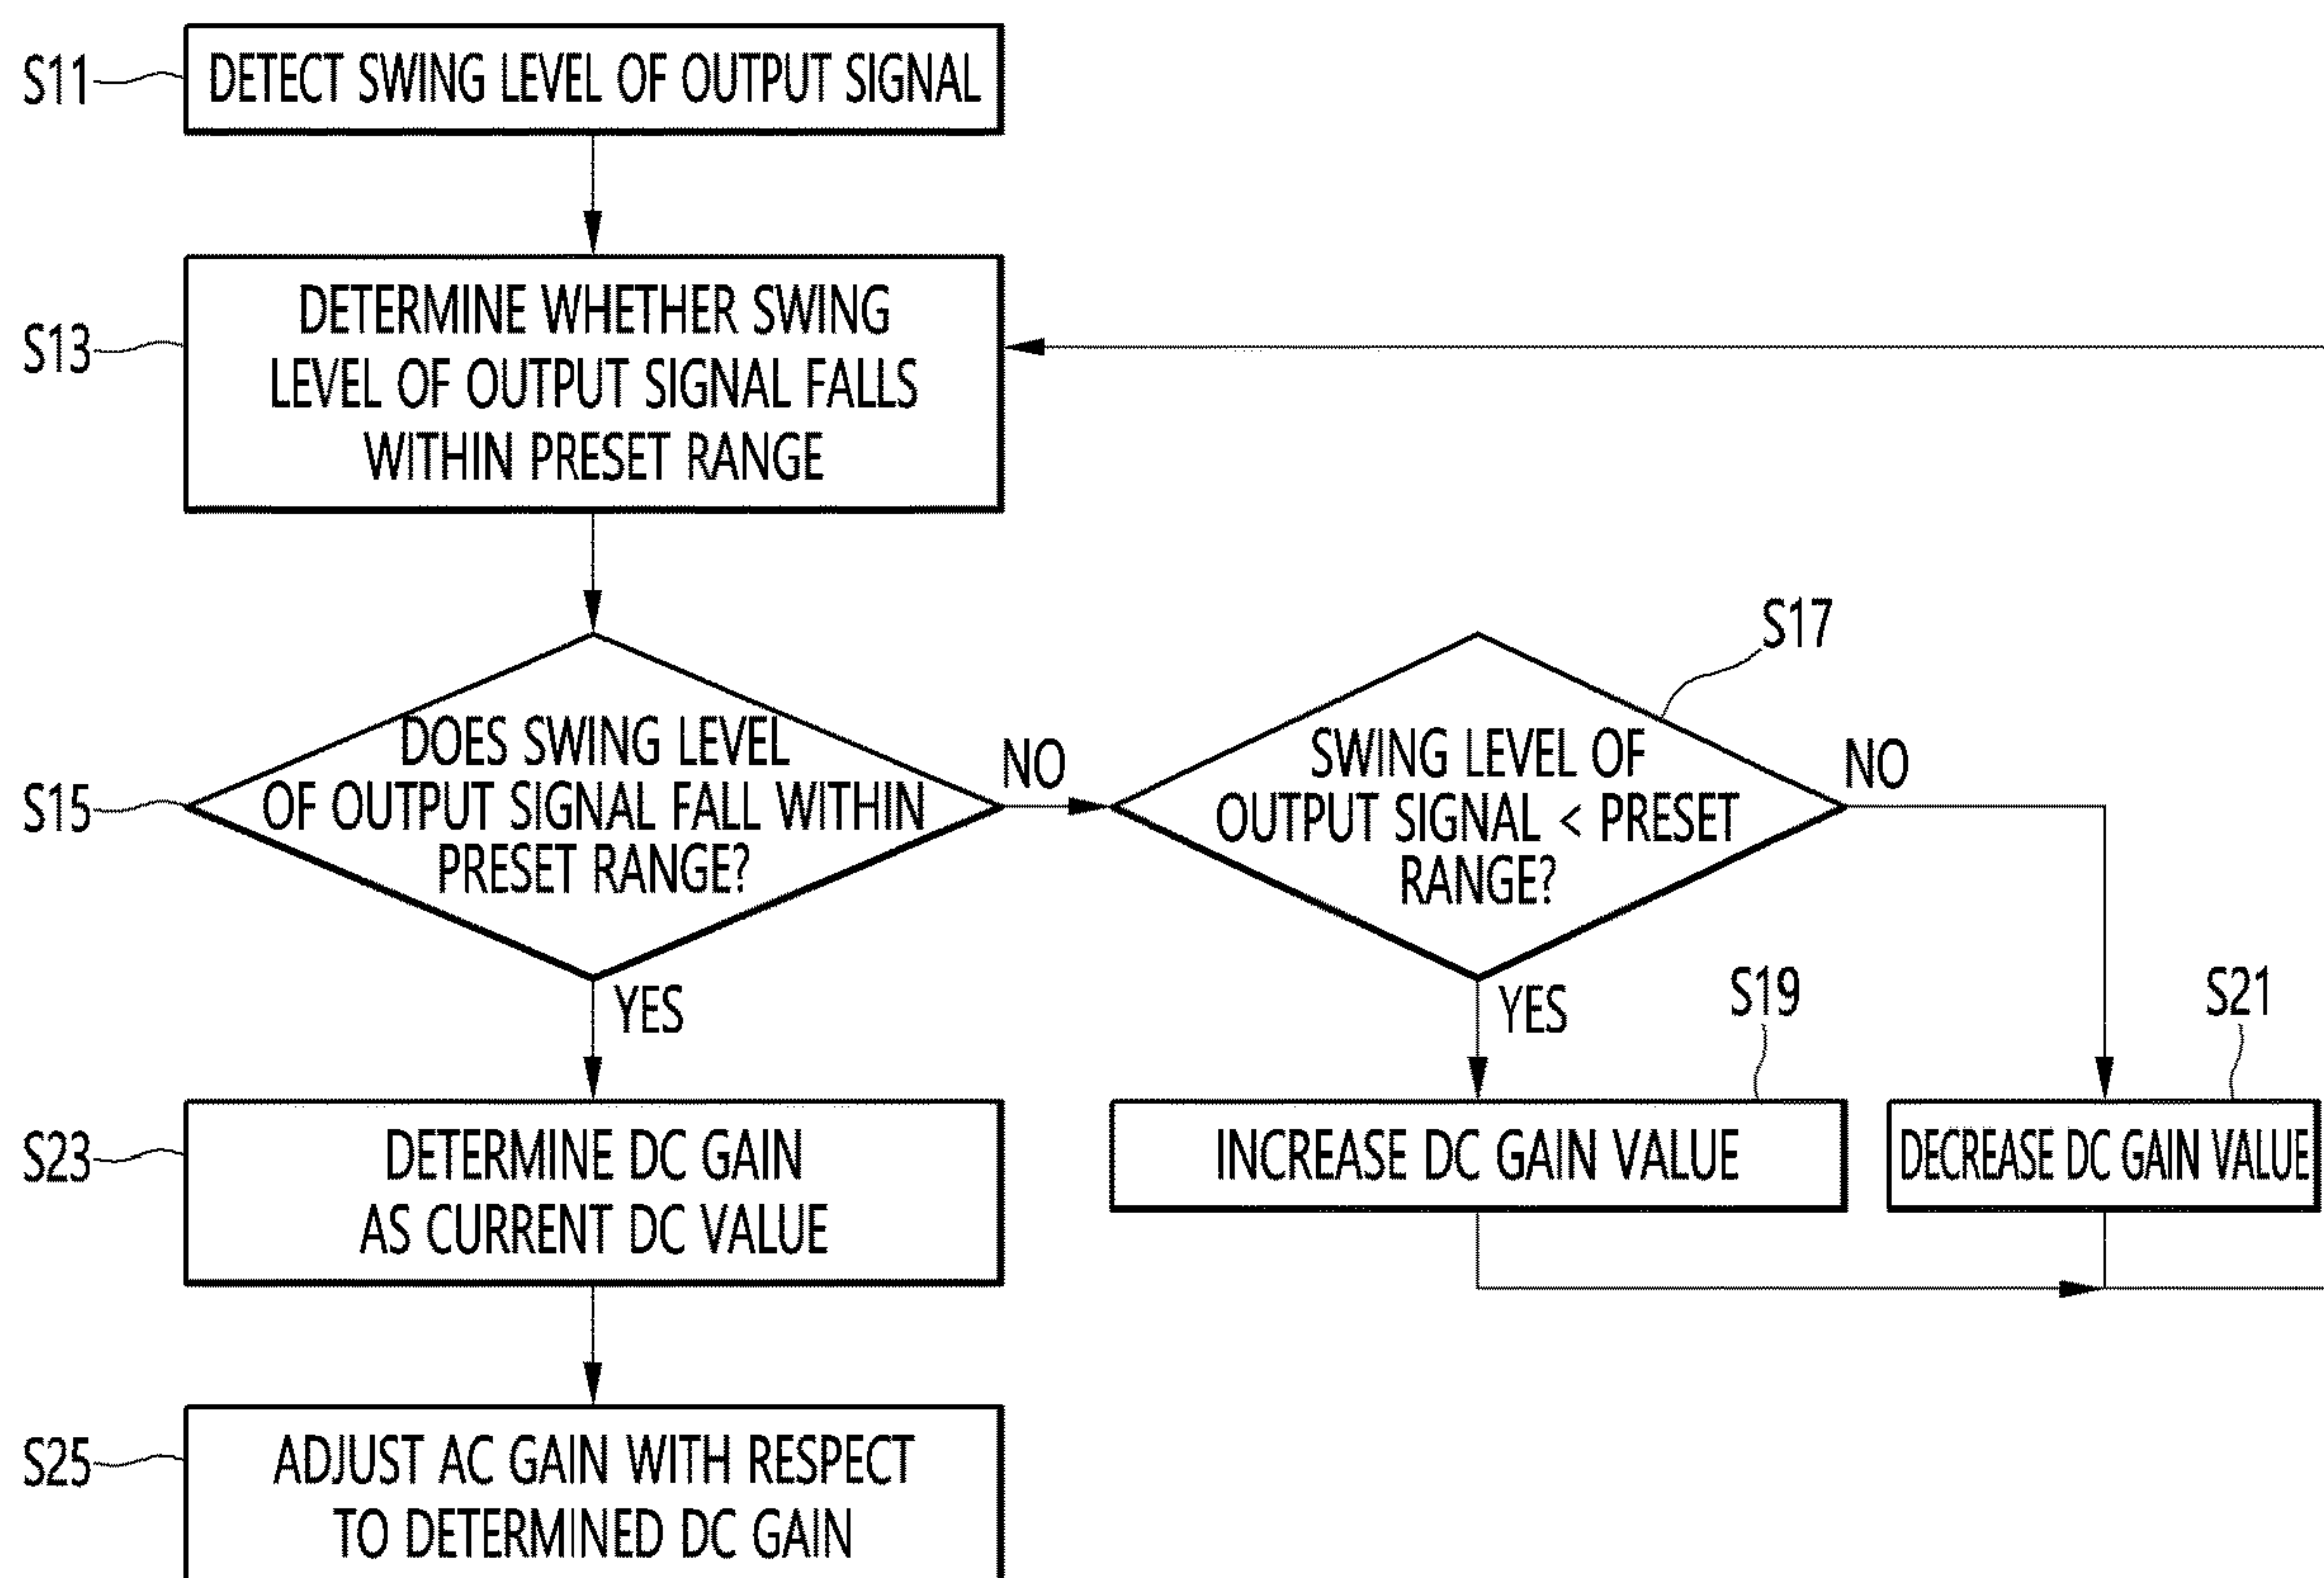 S11
DETECT SWING LEVEL OF OUTPUT SIGNAL
S13
DETERMINE WHETHER SWING
LEVEL OF OUTPUT SIGNAL FALLS
WITHIN PRESET RANGE
S15
DOES SWING LEVEL
OF OUTPUT SIGNAL FALL WITHIN
PRESET RANGE?
NO
YES
S17
SWING LEVEL OF
OUTPUT SIGNAL < PRESET
RANGE?
NO
YES
S19
INCREASE DC GAIN VALUE
S21
DECREASE DC GAIN VALUE
S23
DETERMINE DC GAIN
AS CURRENT DC VALUE
S25
ADJUST AC GAIN WITH RESPECT
TO DETERMINED DC GAIN